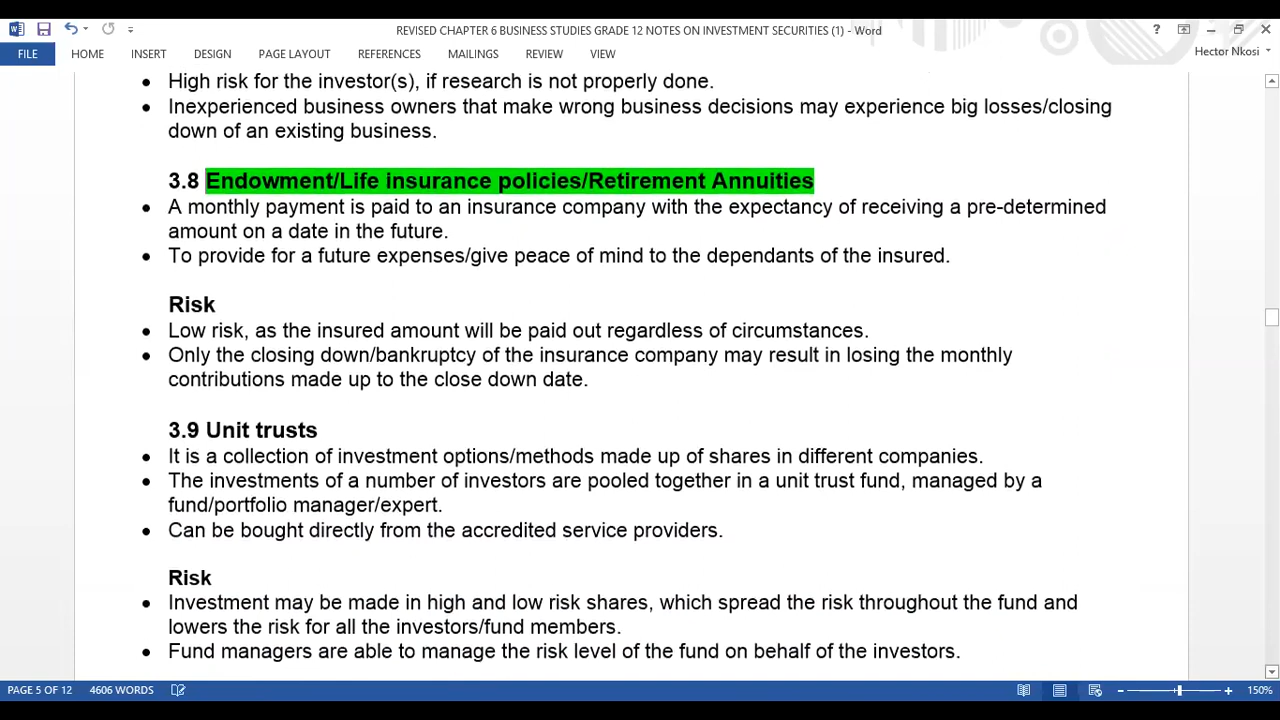 REVISED CHAPTER 6 BUSINESS STUDIES GRADE 12 NOTES ON INVESTMENT SECURITIES (1) - Word
FILE HOME INSERT DESIGN PAGE LAYOUT REFERENCES MAILINGS REVIEW VIEW Hector Nkosi
• High risk for the investor(s), if research is not properly done.
• Inexperienced business owners that make wrong business decisions may experience big losses/closing
down of an existing business.
3.8 Endowment/Life insurance policies/Retirement Annuities
• A monthly payment is paid to an insurance company with the expectancy of receiving a pre-determined
amount on a date in the future.
• To provide for a future expenses/give peace of mind to the dependants of the insured.
Risk
• Low risk, as the insured amount will be paid out regardless of circumstances.
• Only the closing down/bankruptcy of the insurance company may result in losing the monthly
contributions made up to the close down date.
3.9 Unit trusts
• It is a collection of investment options/methods made up of shares in different companies.
• The investments of a number of investors are pooled together in a unit trust fund, managed by a
fund/portfolio manager/expert.
• Can be bought directly from the accredited service providers.
Risk
• Investment may be made in high and low risk shares, which spread the risk throughout the fund and
lowers the risk for all the investors/fund members.
• Fund managers are able to manage the risk level of the fund on behalf of the investors.
PAGE 5 OF 12 4606 WORDS 150%